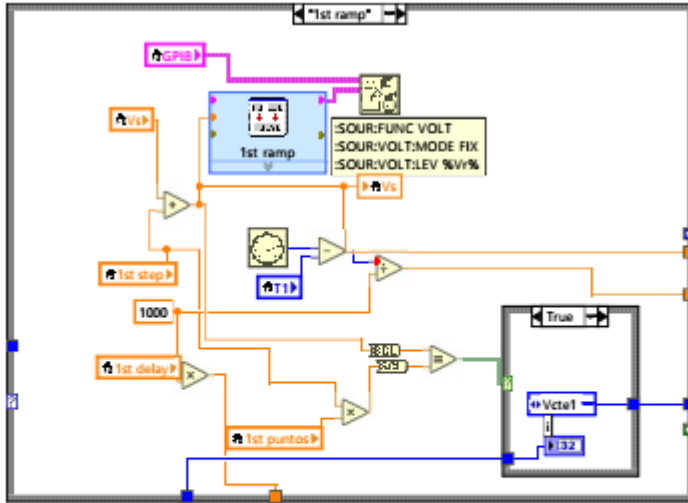 "1st ramp"
GPIB
Vs
1st ramp
:SOUR:FUNC VOLT
:SOUR:VOLT:MODE FIX
:SOUR:VOLT:LEV %Vr%
Vs
1st step
T1
1000
True
1st delay
Vcte1
i
:32
1st puntos